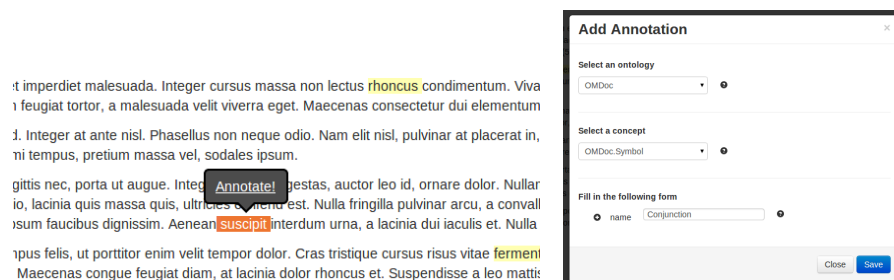 t imperdiet malesuada. Integer cursus massa non lectus rhoncus condimentum. Viva
feugiat tortor, a malesuada velit viverra eget. Maecenas consectetur dui elementum
d. Integer at ante nisl. Phasellus non neque odio. Nam elit nisl, pulvinar at placerat in,
mi tempus, pretium massa vel, sodales ipsum.
Annotate!
gittis nec, porta ut augue. Integ gestas, auctor leo id, ornare dolor. Nullar
io, lacinia quis massa quis, ultricies est. Nulla fringilla pulvinar arcu, a convall
osum faucibus dignissim. Aenean suscipit interdum urna, a lacinia dui iaculis et. Nulla
npus felis, ut porttitor enim velit tempor dolor. Cras tristique cursus risus vitae ferment
Maecenas congue feugiat diam, at lacinia dolor rhoncus et. Suspendisse a leo mattis
Add Annotation ×
Select an ontology
OMDoc
Select a concept
OMDoc.Symbol
Fill in the following form
name Conjunction
Close Save